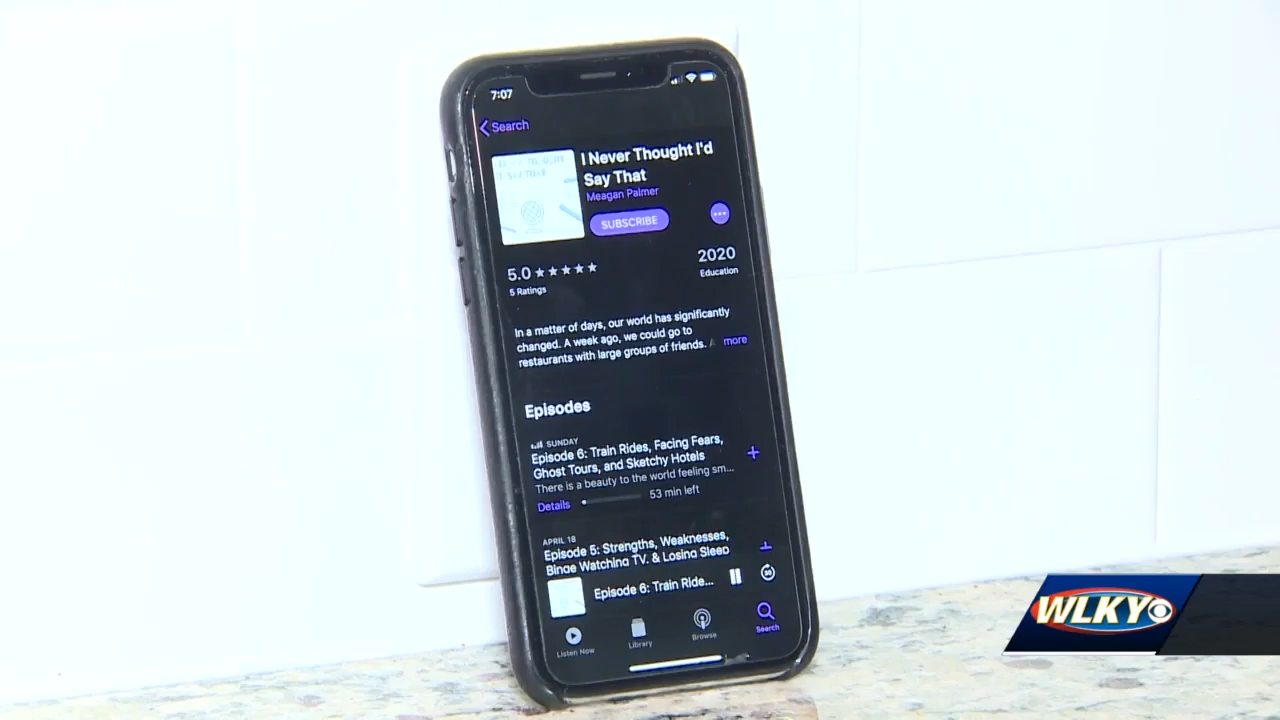 7:07
Search
I Never Thought I'd
Say That
Meagan Palmer
SUBSCRIBE
5.0 ★★★★★
2020
5 Ratings
Education
In a matter of days, our world has significantly
changed. A week ago, we could go to
restaurants with large groups of friends. A
more
Episodes
SUNDAY
Episode 6: Train Rides, Facing Fears,
Ghost Tours, and Sketchy Hotels
There is a beauty to the world feeling sm...
Details
53 min left
APRIL 18
Episode 5: Strengths, Weaknesses,
Binge Watching TV, & Losing Sleep
Episode 6: Train Ride...
30
Listen Now
Library
Browse
Search
WLKY